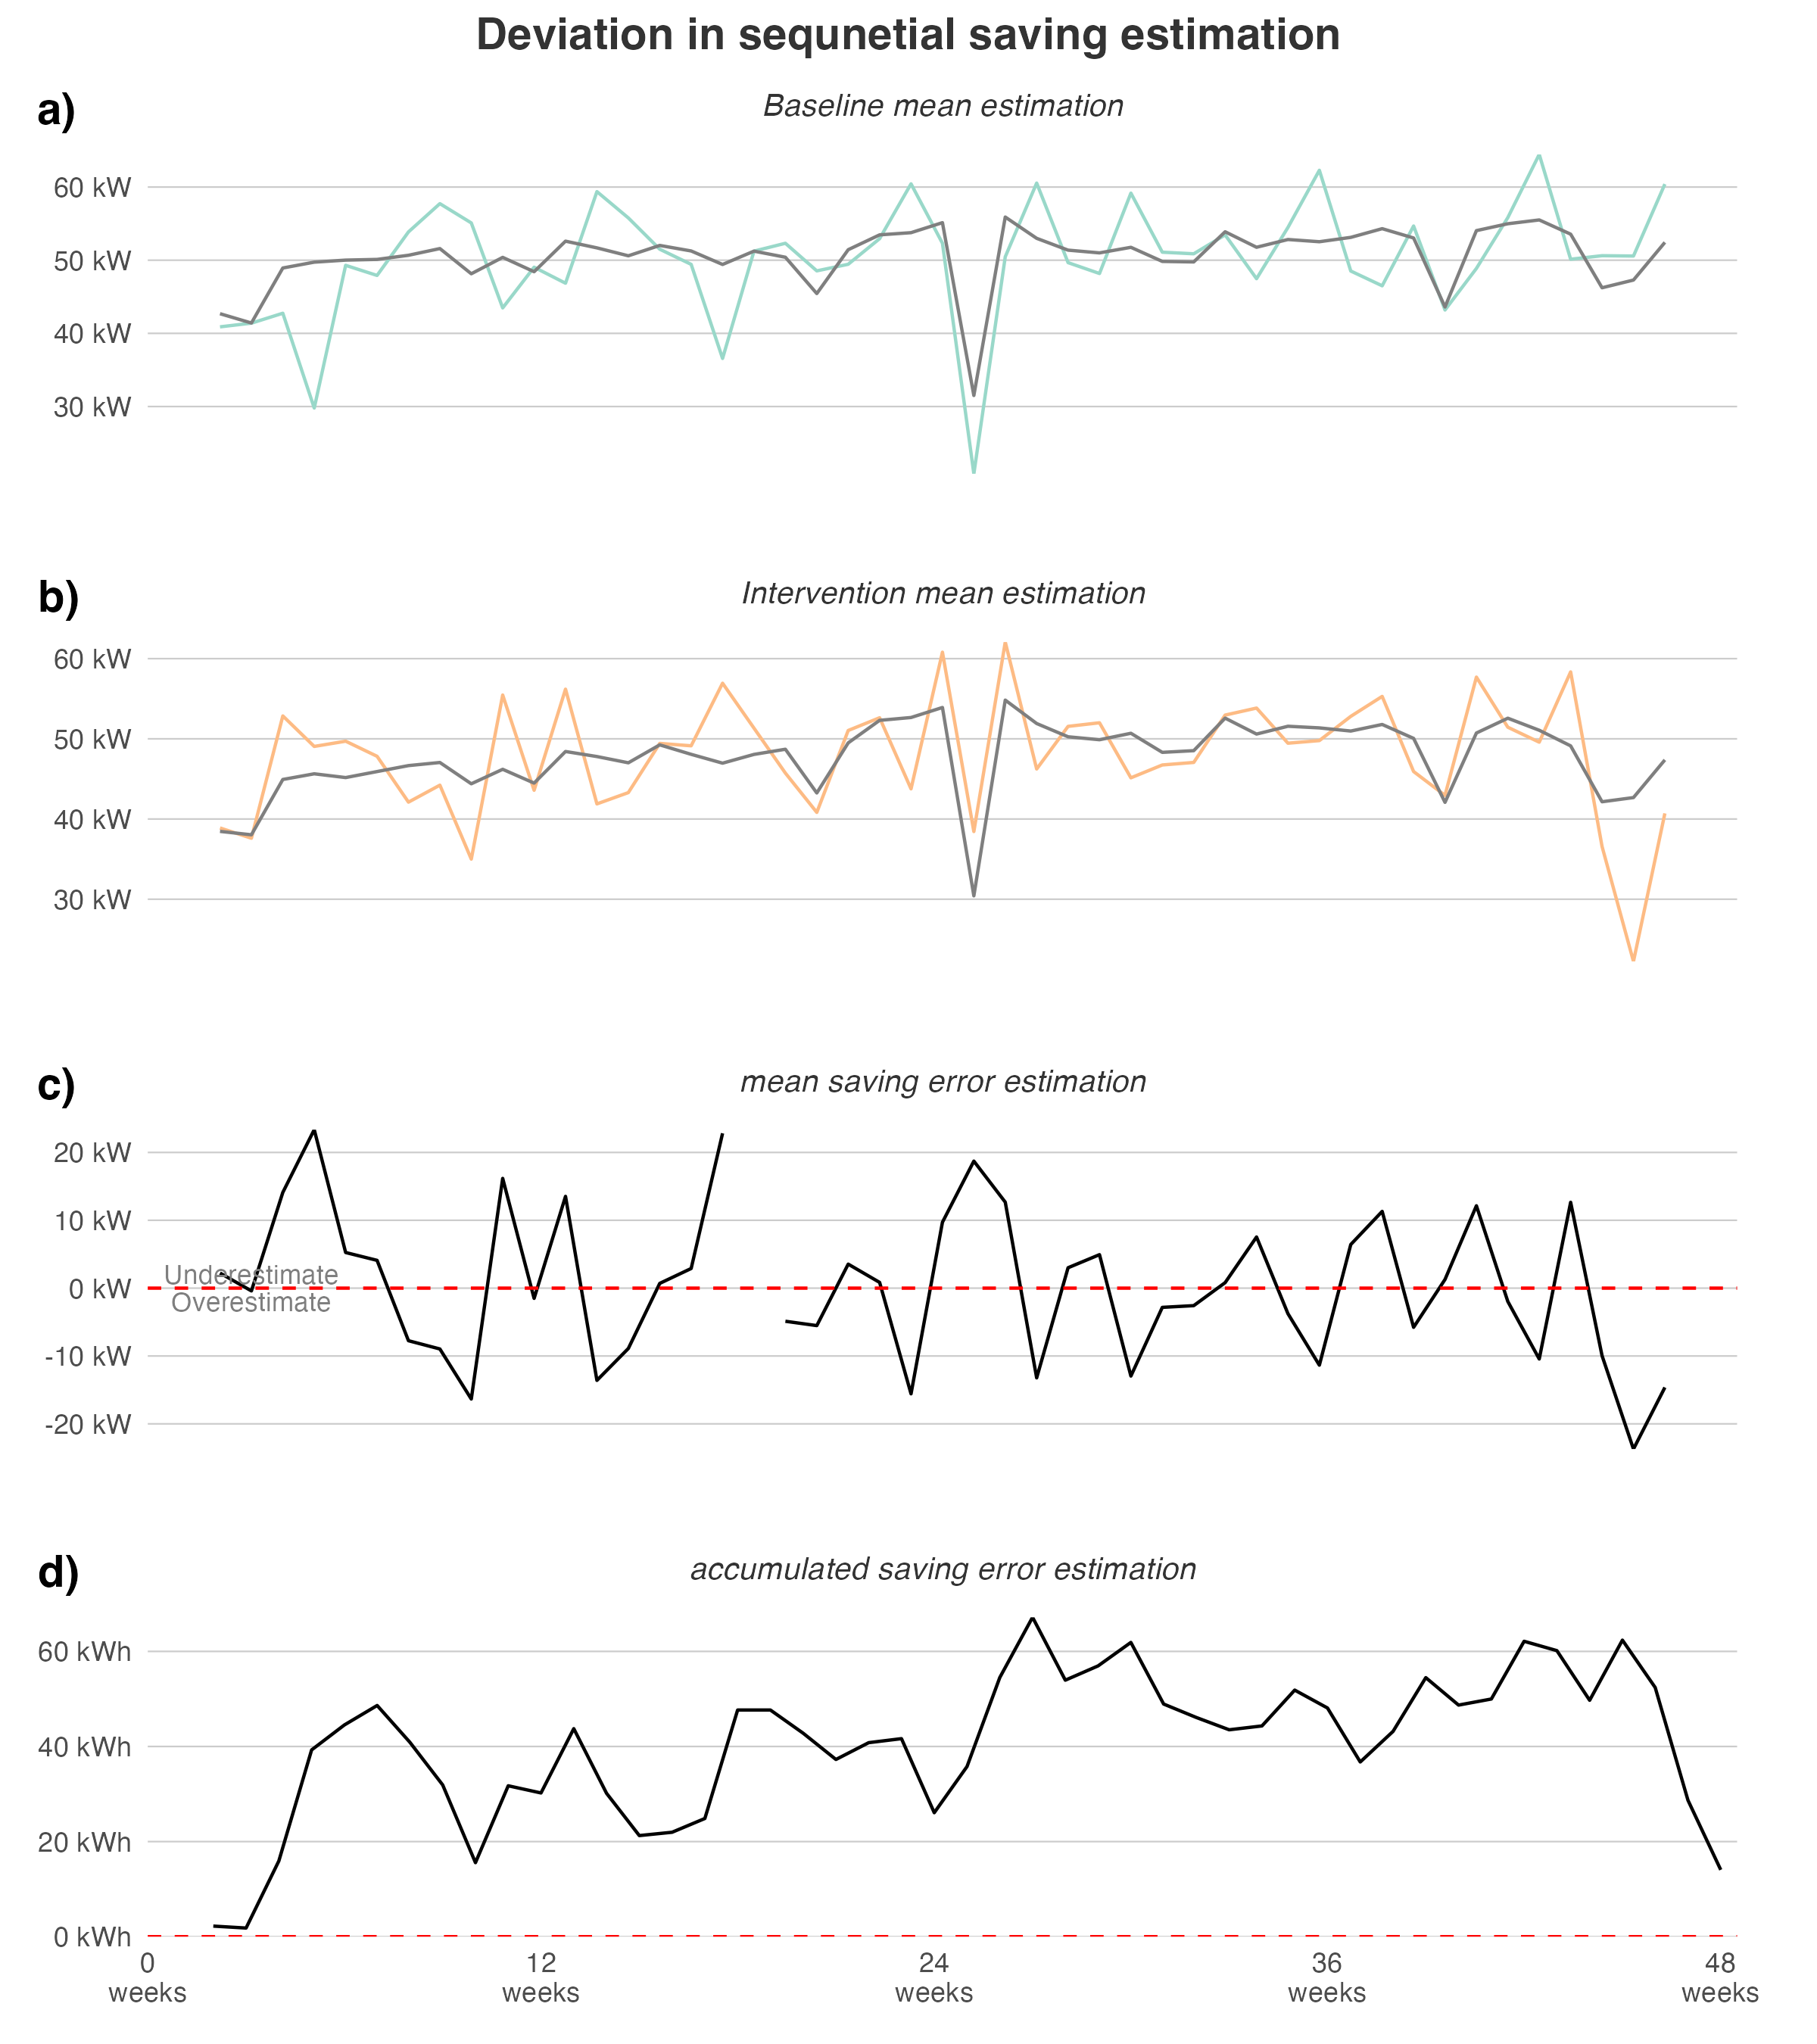 Deviation in sequnetial saving estimation
a)
Baseline mean estimation
60 kW
50 kW
40 kW
30 kW
b)
Intervention mean estimation
60 kW
50 kW
40 kW
30 kW
c)
mean saving error estimation
20 kW
10 kW
Underestimate
0 kW
Overestimate
-10 kW
-20 kW
d)
accumulated saving error estimation
60 kWh
40 kWh
20 kWh
0 kWh
0 12 24 36 48
weeks weeks weeks weeks weeks